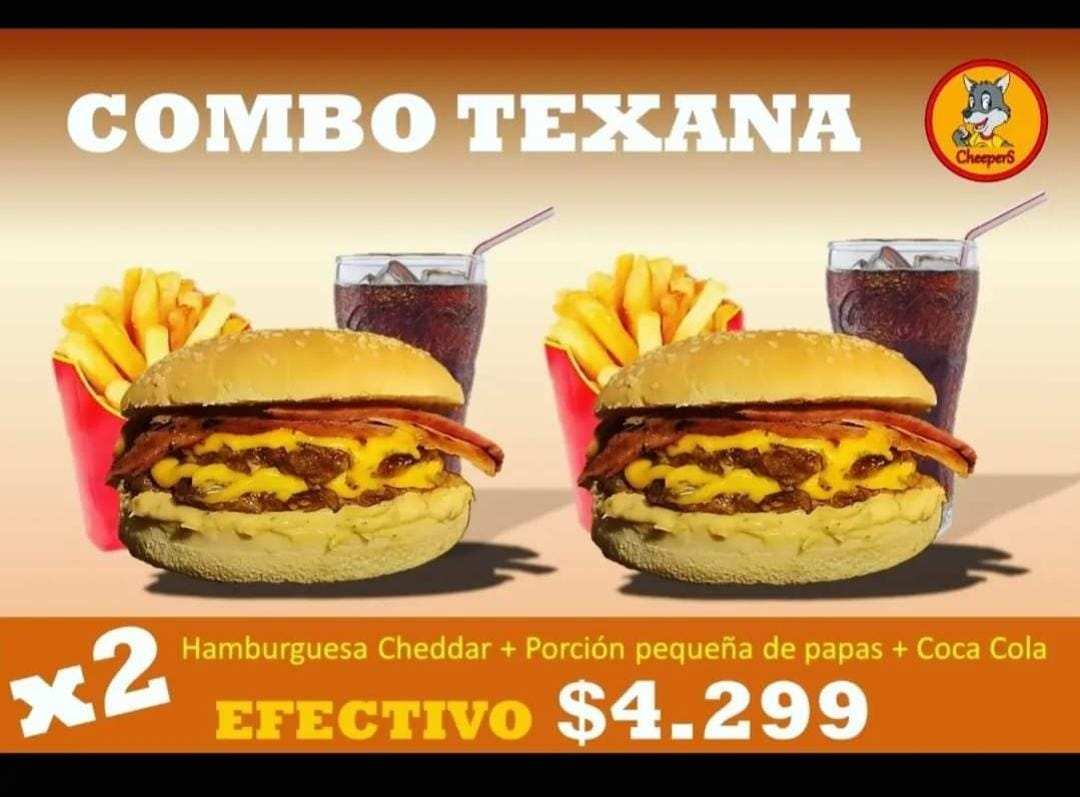 COMBO TEXANA
CheeperS
x2
Hamburguesa Cheddar + Porción pequeña de papas + Coca Cola
EFECTIVO $4.299